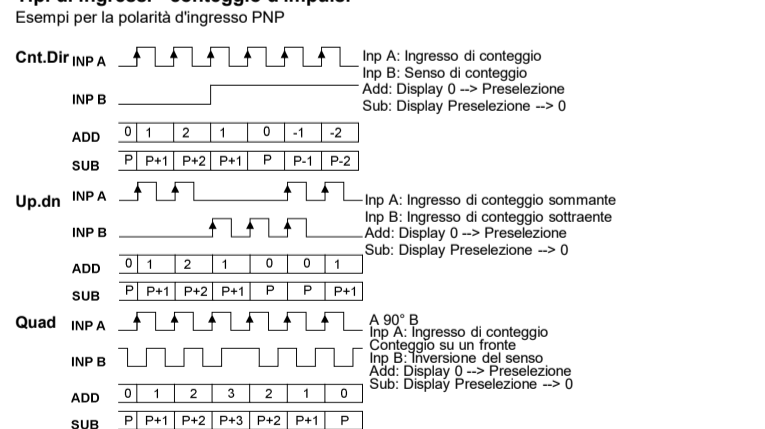 Tipi di ingressi - conteggio d'impulsi
Esempi per la polarità d'ingresso PNP
Cnt.Dir INP A
Inp A: Ingresso di conteggio
Inp B: Senso di conteggio
INP B
Add: Display 0 --> Preselezione
Sub: Display Preselezione --> 0
ADD 0 1 2 1 0 -1 -2
SUB P P+1 P+2 P+1 P P-1 P-2
Up.dn INP A
Inp A: Ingresso di conteggio sommante
Inp B: Ingresso di conteggio sottraente
INP B
Add: Display 0 --> Preselezione
Sub: Display Preselezione --> 0
ADD 0 1 2 1 0 0 1
SUB P P+1 P+2 P+1 P P P+1
Quad INP A
A 90° B
Inp A: Ingresso di conteggio
Conteggio su un fronte
INP B
Inp B: Inversione del senso
Add: Display 0 --> Preselezione
Sub: Display Preselezione --> 0
ADD 0 1 2 3 2 1 0
SUB P P+1 P+2 P+3 P+2 P+1 P